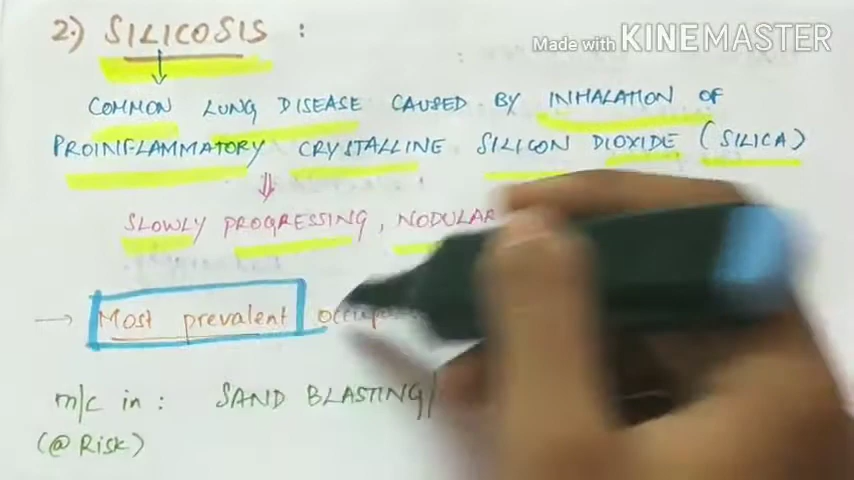 Made with KINEMASTER
2.) SILICOSIS :
COMMON LUNG DISEASE CAUSED BY INHALATION OF
PROINFLAMMATORY CRYSTALLINE SILICON DIOXIDE (SILICA)
SLOWLY PROGRESSING, NODULAR
→ Most prevalent
m/c in : SAND BLASTING/
(@ Risk)